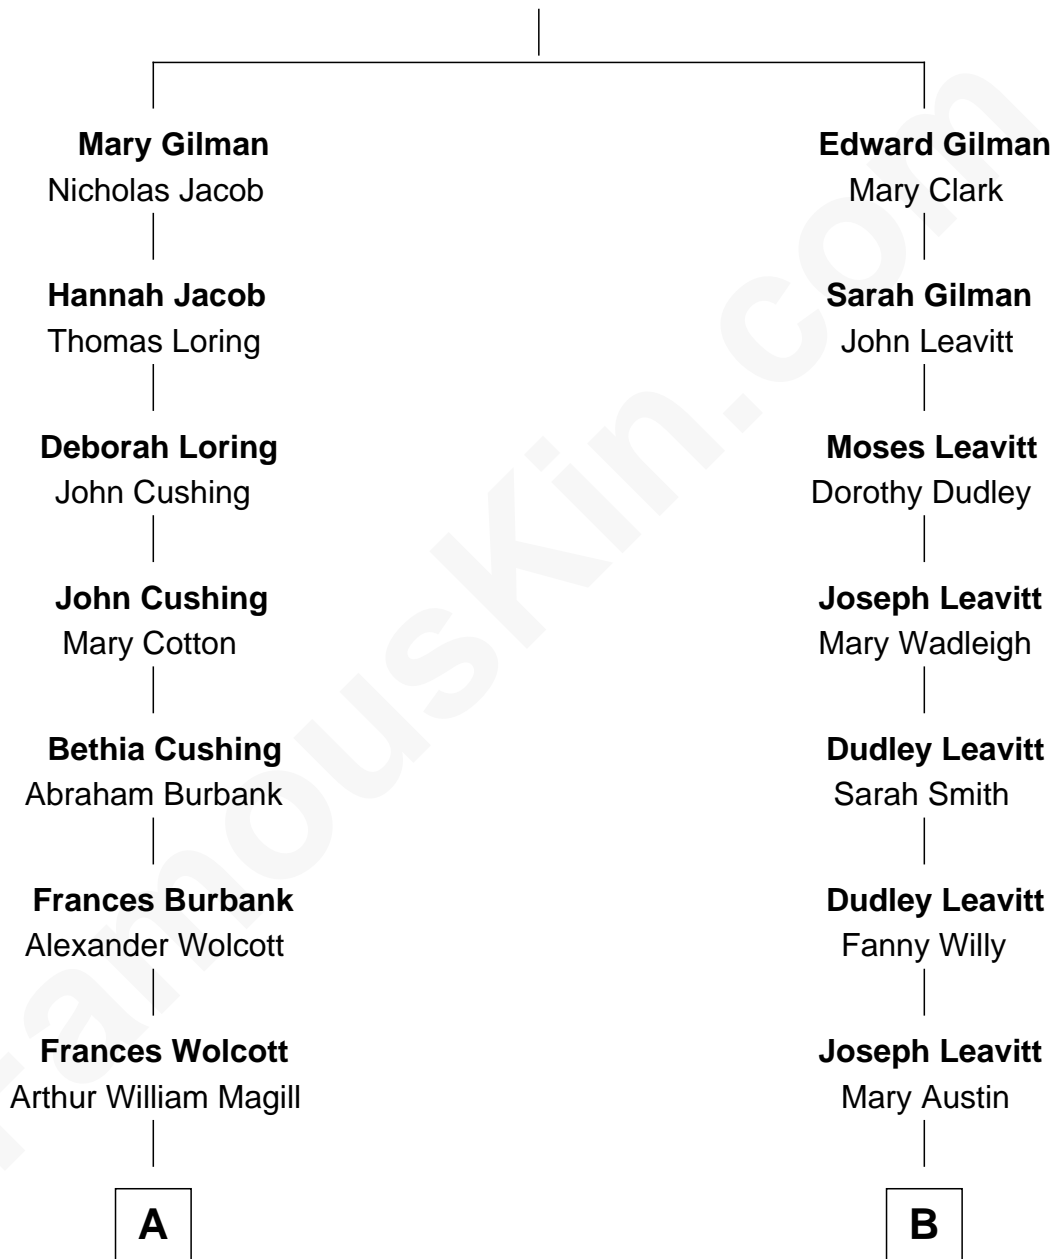 Mary Gilman
Nicholas Jacob
Hannah Jacob
Thomas Loring
Deborah Loring
John Cushing
John Cushing
Mary Cotton
Bethia Cushing
Abraham Burbank
Frances Burbank
Alexander Wolcott
Frances Wolcott
Arthur William Magill
A
Edward Gilman
Mary Clark
Sarah Gilman
John Leavitt
Moses Leavitt
Dorothy Dudley
Joseph Leavitt
Mary Wadleigh
Dudley Leavitt
Sarah Smith
Dudley Leavitt
Fanny Willy
Joseph Leavitt
Mary Austin
B
FamousKin.com